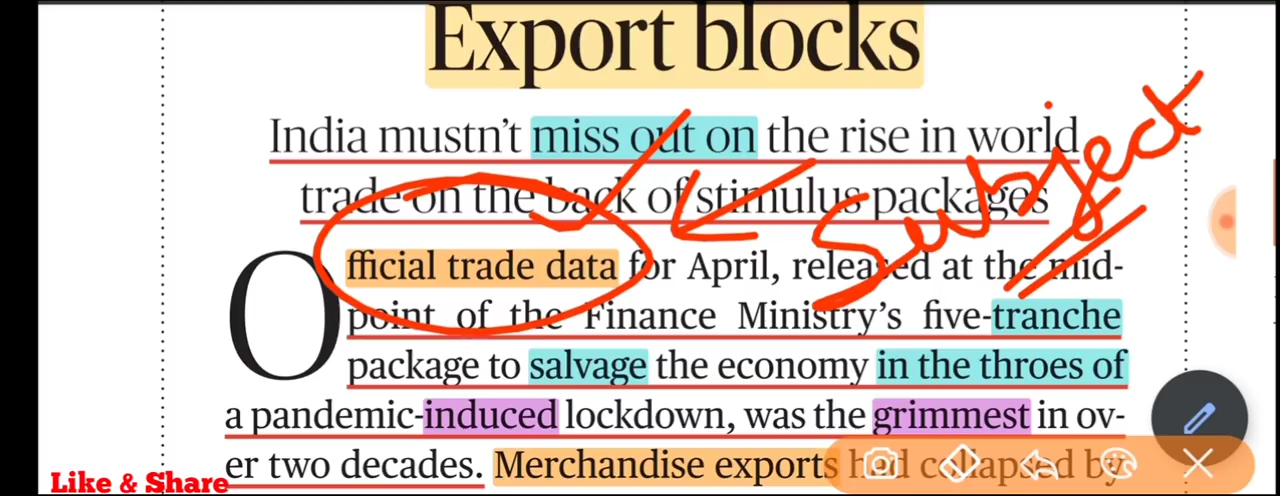 Export blocks
India mustn't miss out on the rise in world
trade on the back of stimulus packages
Subject
Official trade data for April, released at the mid-
point of the Finance Ministry's five-tranche
package to salvage the economy in the throes of
a pandemic-induced lockdown, was the grimmest in ov-
er two decades. Merchandise exports had collapsed by
Like & Share